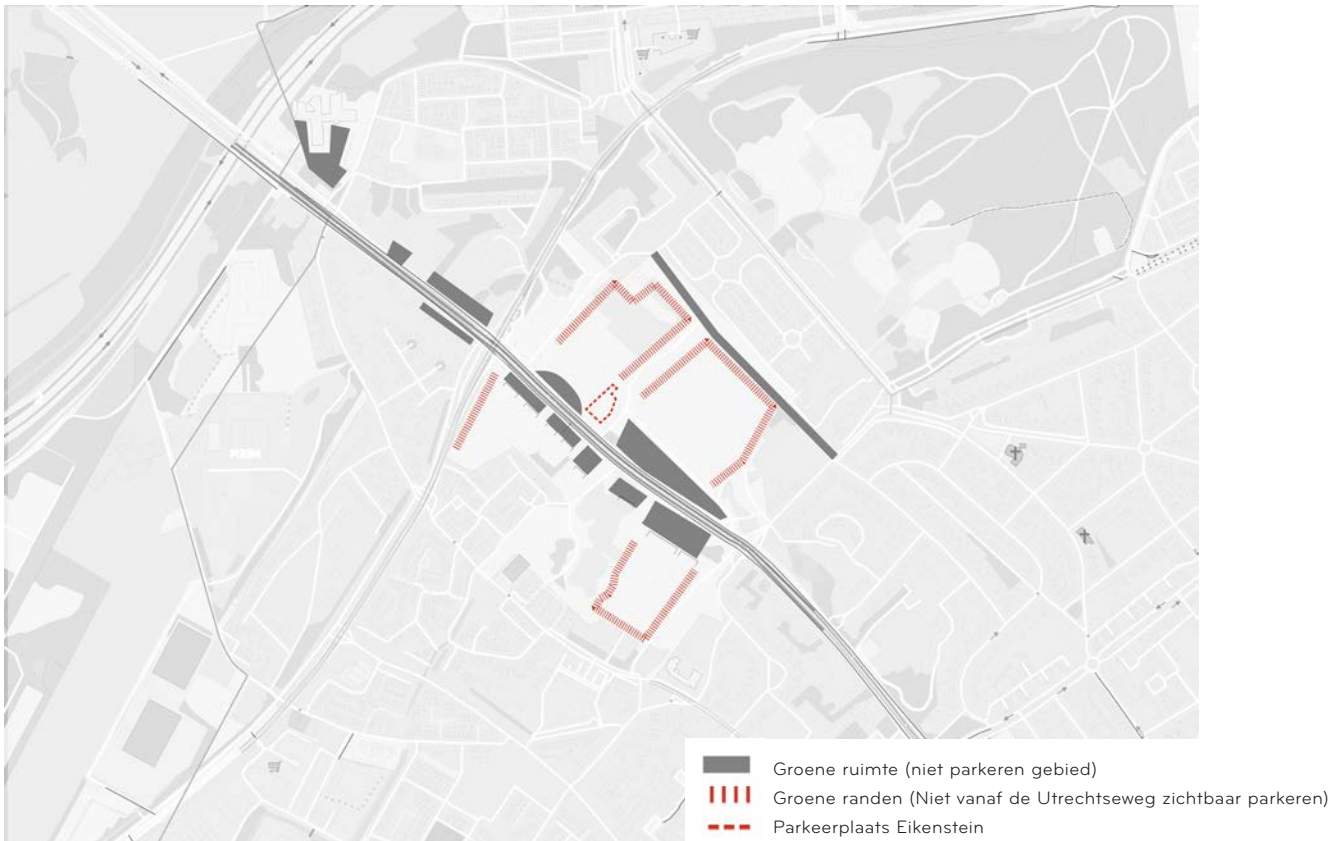 Groene ruimte (niet parkeren gebied)
Groene randen (Niet vanaf de Utrechtseweg zichtbaar parkeren)
Parkeerplaats Eikenstein